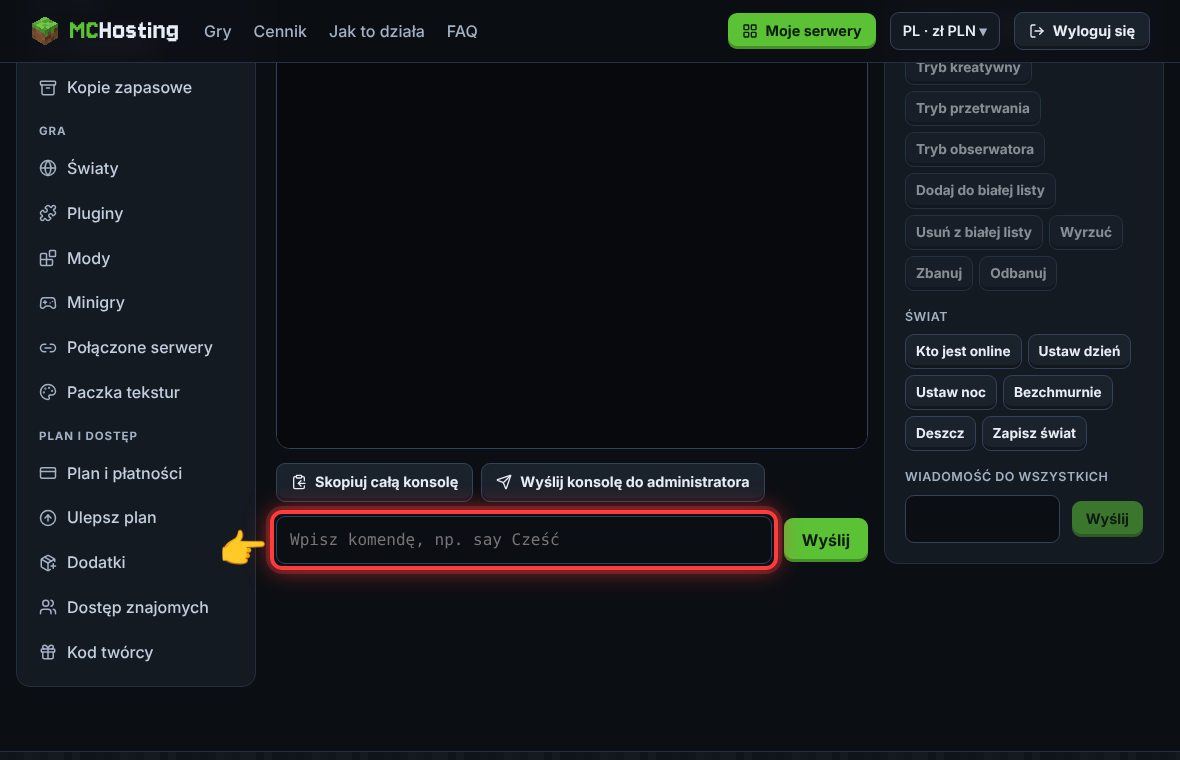 MCHosting
Gry
Cennik
Jak to działa
FAQ
Moje serwery
PL · zł PLN ▾
Wyloguj się
Kopie zapasowe
GRA
Światy
Pluginy
Mody
Minigry
Połączone serwery
Paczka tekstur
PLAN I DOSTĘP
Plan i płatności
Ulepsz plan
Dodatki
Dostęp znajomych
Kod twórcy
Skopiuj całą konsolę
Wyślij konsolę do administratora
Wpisz komendę, np. say Cześć
Wyślij
Tryb kreatywny
Tryb przetrwania
Tryb obserwatora
Dodaj do białej listy
Usuń z białej listy
Wyrzuć
Zbanuj
Odbanuj
ŚWIAT
Kto jest online
Ustaw dzień
Ustaw noc
Bezchmurnie
Deszcz
Zapisz świat
WIADOMOŚĆ DO WSZYSTKICH
Wyślij